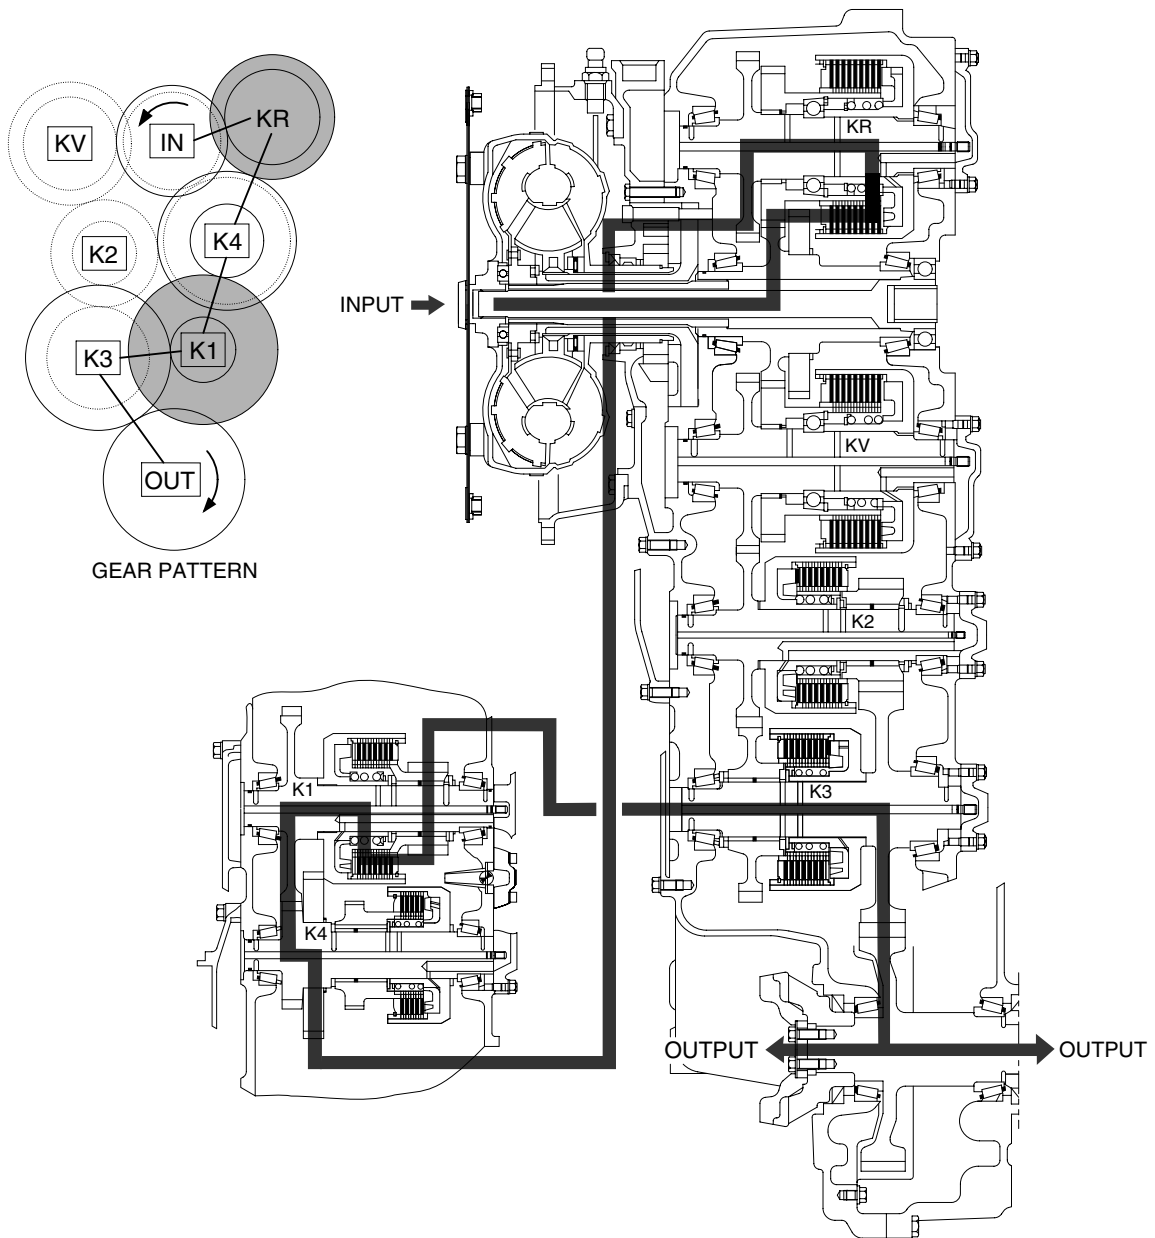 KV
IN
KR
K2
K4
K3
K1
OUT
GEAR PATTERN
INPUT
KR
KV
K2
K3
K1
K4
OUTPUT
OUTPUT